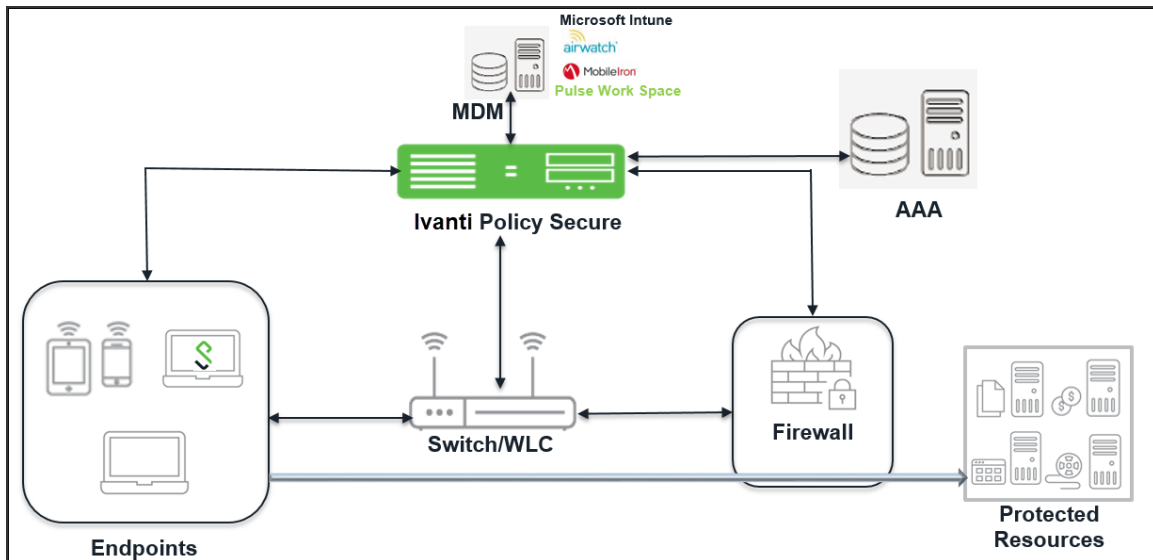 Microsoft Intune
airwatch
MobileIron
Pulse Work Space
MDM
Ivanti Policy Secure
AAA
Switch/WLC
Firewall
Endpoints
Protected
Resources